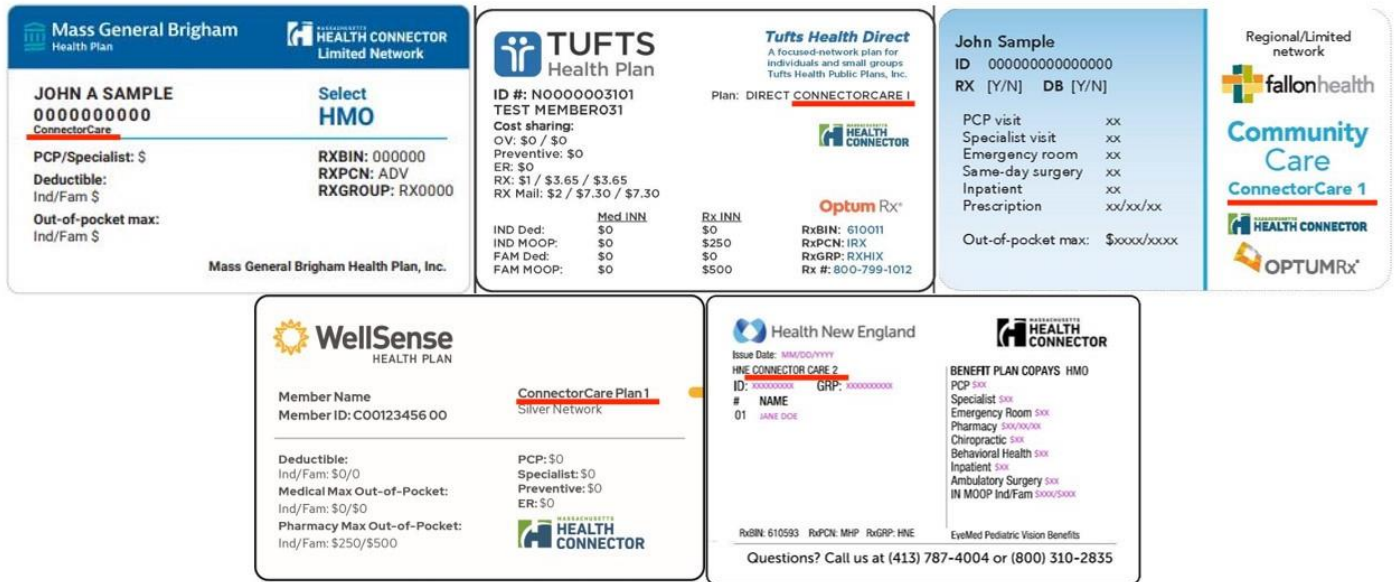 Mass General Brigham
Health Plan
MASSACHUSETTS
HEALTH CONNECTOR
Limited Network
JOHN A SAMPLE
0000000000
ConnectorCare
Select
HMO
PCP/Specialist: $
Deductible:
Ind/Fam $
Out-of-pocket max:
Ind/Fam $
RXBIN: 000000
RXPCN: ADV
RXGROUP: RX0000
Mass General Brigham Health Plan, Inc.
TUFTS
Health Plan
Tufts Health Direct
A focused-network plan for
individuals and small groups
Tufts Health Public Plans, Inc.
ID #: N0000003101
TEST MEMBER031
Plan: DIRECT CONNECTORCARE I
Cost sharing:
OV: $0 / $0
Preventive: $0
ER: $0
RX: $1 / $3.65 / $3.65
RX Mail: $2 / $7.30 / $7.30
MASSACHUSETTS
HEALTH
CONNECTOR
Optum Rx®
Med INN Rx INN
IND Ded: $0 $0
IND MOOP: $0 $250
FAM Ded: $0 $0
FAM MOOP: $0 $500
RxBIN: 610011
RxPCN: IRX
RxGRP: RXHIX
Rx #: 800-799-1012
John Sample
ID 000000000000000
RX [Y/N] DB [Y/N]
PCP visit xx
Specialist visit xx
Emergency room xx
Same-day surgery xx
Inpatient xx
Prescription xx/xx/xx
Out-of-pocket max: $xxxx/xxxx
Regional/Limited
network
fallonhealth
Community
Care
ConnectorCare 1
MASSACHUSETTS
HEALTH CONNECTOR
OPTUMRx®
WellSense
HEALTH PLAN
Member Name
Member ID: C00123456 00
ConnectorCare Plan 1
Silver Network
Deductible:
Ind/Fam: $0/0
Medical Max Out-of-Pocket:
Ind/Fam: $0/$0
Pharmacy Max Out-of-Pocket:
Ind/Fam: $250/$500
PCP: $0
Specialist: $0
Preventive: $0
ER: $0
MASSACHUSETTS
HEALTH
CONNECTOR
Health New England
MASSACHUSETTS
HEALTH
CONNECTOR
Issue Date: MM/DD/YYYY
HNE CONNECTOR CARE 2
ID: xxxxxxxxx GRP: xxxxxxxxxx
# NAME
01 JANE DOE
BENEFIT PLAN COPAYS HMO
PCP $xx
Specialist $xx
Emergency Room $xx
Pharmacy $xx/xx/xx
Chiropractic $xx
Behavioral Health $xx
Inpatient $xx
Ambulatory Surgery $xx
IN MOOP Ind/Fam $xxx/$xxx
RxBIN: 610593 RxPCN: MHP RxGRP: HNE
EyeMed Pediatric Vision Benefits
Questions? Call us at (413) 787-4004 or (800) 310-2835